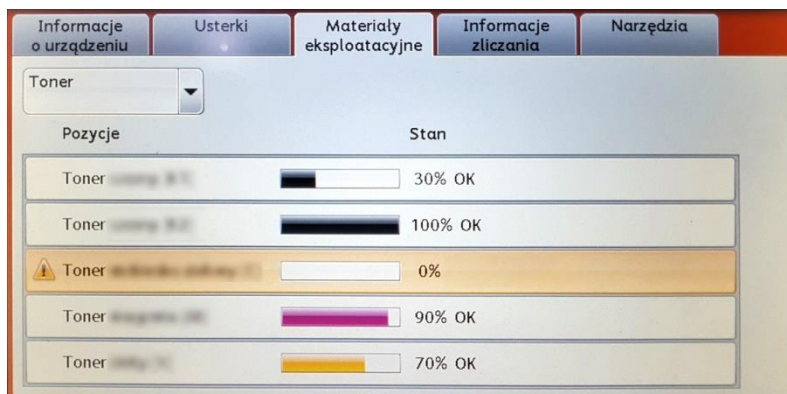 Informacje
o urządzeniu
Usterki
Materiały
eksploatacyjne
Informacje
zliczania
Narzędzia
Toner
Pozycje Stan
Toner 30% OK
Toner 100% OK
Toner 0%
Toner 90% OK
Toner 70% OK